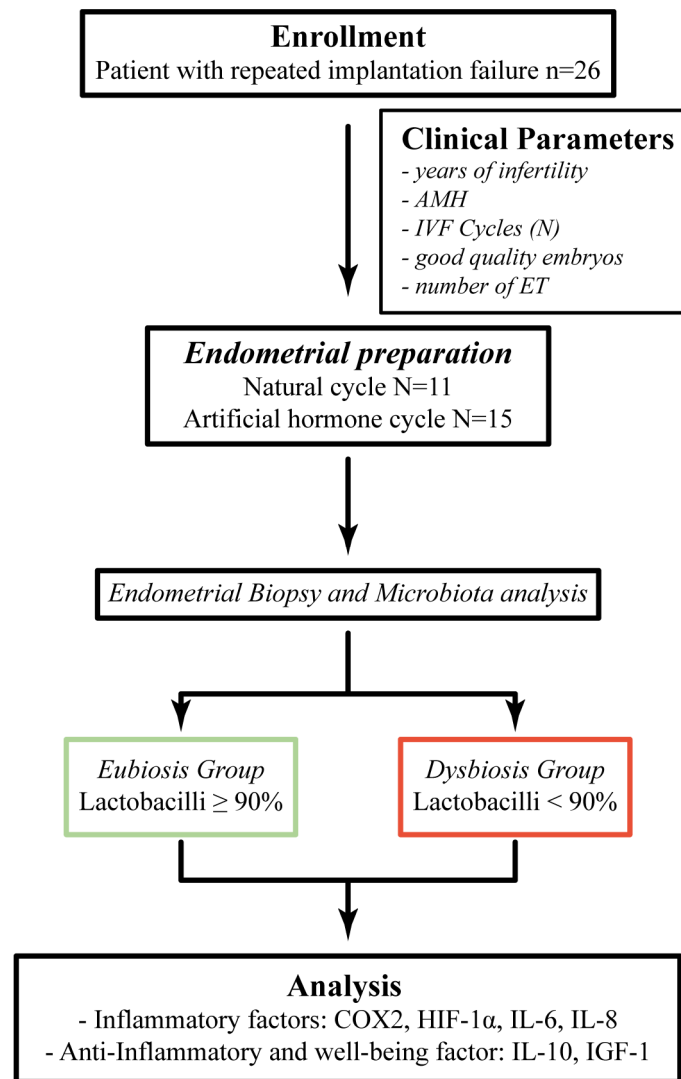 Enrollment
Patient with repeated implantation failure n=26
Clinical Parameters
- years of infertility
- AMH
- IVF Cycles (N)
- good quality embryos
- number of ET
Endometrial preparation
Natural cycle N=11
Artificial hormone cycle N=15
Endometrial Biopsy and Microbiota analysis
Eubiosis Group
Lactobacilli ≥ 90%
Dysbiosis Group
Lactobacilli < 90%
Analysis
- Inflammatory factors: COX2, HIF-1α, IL-6, IL-8
- Anti-Inflammatory and well-being factor: IL-10, IGF-1